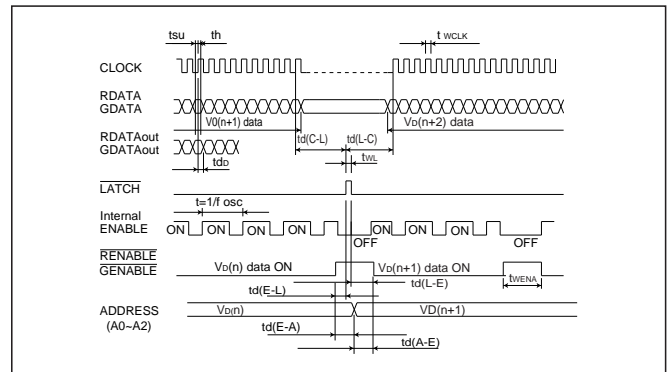 tsu th t WCLK
CLOCK
RDATA
GDATA
V0(n+1) data VD(n+2) data
RDATAout
GDATAout
td(C-L) td(L-C)
tdD
tWL
LATCH
t=1/f osc
Internal
ENABLE
ON ON ON ON ON ON ON
OFF OFF
RENABLE
GENABLE
VD(n) data ON VD(n+1) data ON
tWENA
td(E-L) td(L-E)
ADDRESS
(A0~A2)
VD(n) VD(n+1)
td(E-A)
td(A-E)